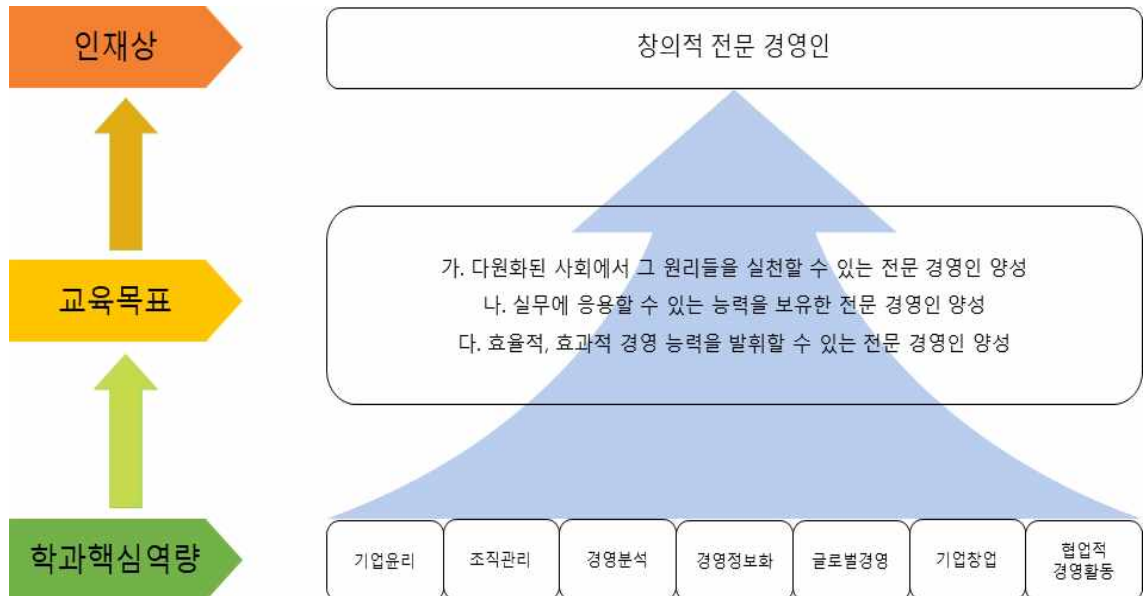 인재상
창의적 전문 경영인
교육목표
가. 다원화된 사회에서 그 원리들을 실천할 수 있는 전문 경영인 양성
나. 실무에 응용할 수 있는 능력을 보유한 전문 경영인 양성
다. 효율적, 효과적 경영 능력을 발휘할 수 있는 전문 경영인 양성
학과핵심역량
기업윤리
조직관리
경영분석
경영정보화
글로벌경영
기업창업
협업적
경영활동